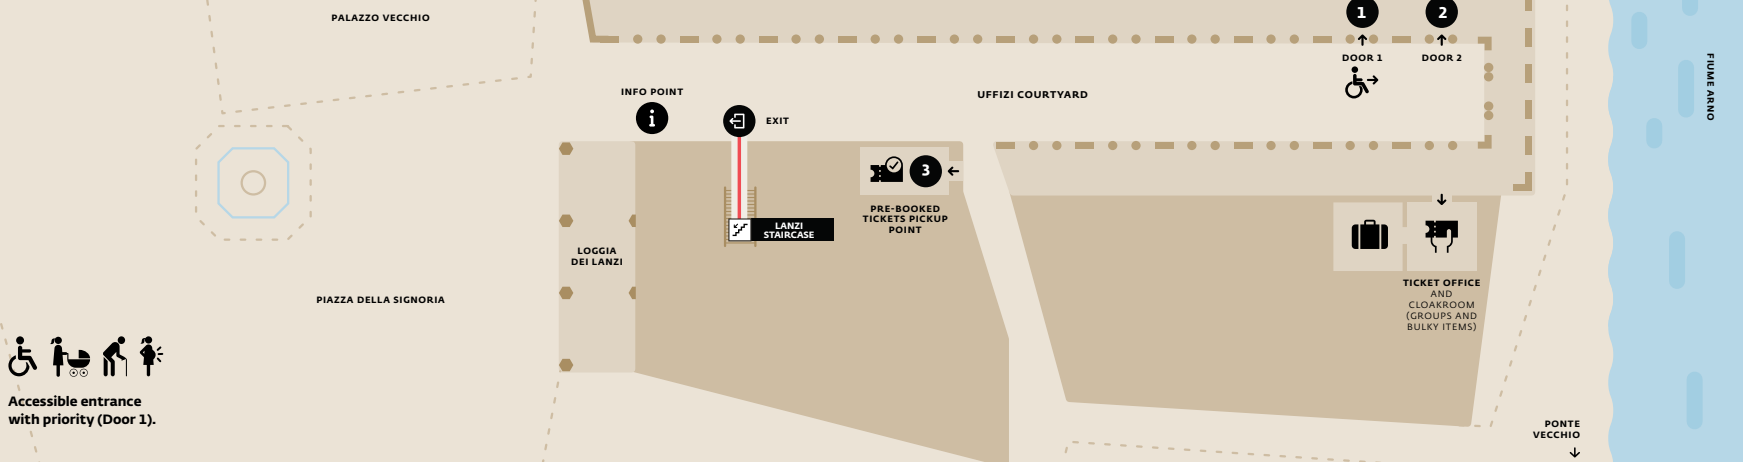 PALAZZO VECCHIO
1
2
DOOR 1
DOOR 2
FIUME ARNO
INFO POINT
i
EXIT
UFFIZI COURTYARD
3
PRE-BOOKED
TICKETS PICKUP
POINT
LANZI
STAIRCASE
LOGGIA
DEI LANZI
PIAZZA DELLA SIGNORIA
TICKET OFFICE
AND
CLOAKROOM
(GROUPS AND
BULKY ITEMS)
Accessible entrance
with priority (Door 1).
PONTE
VECCHIO